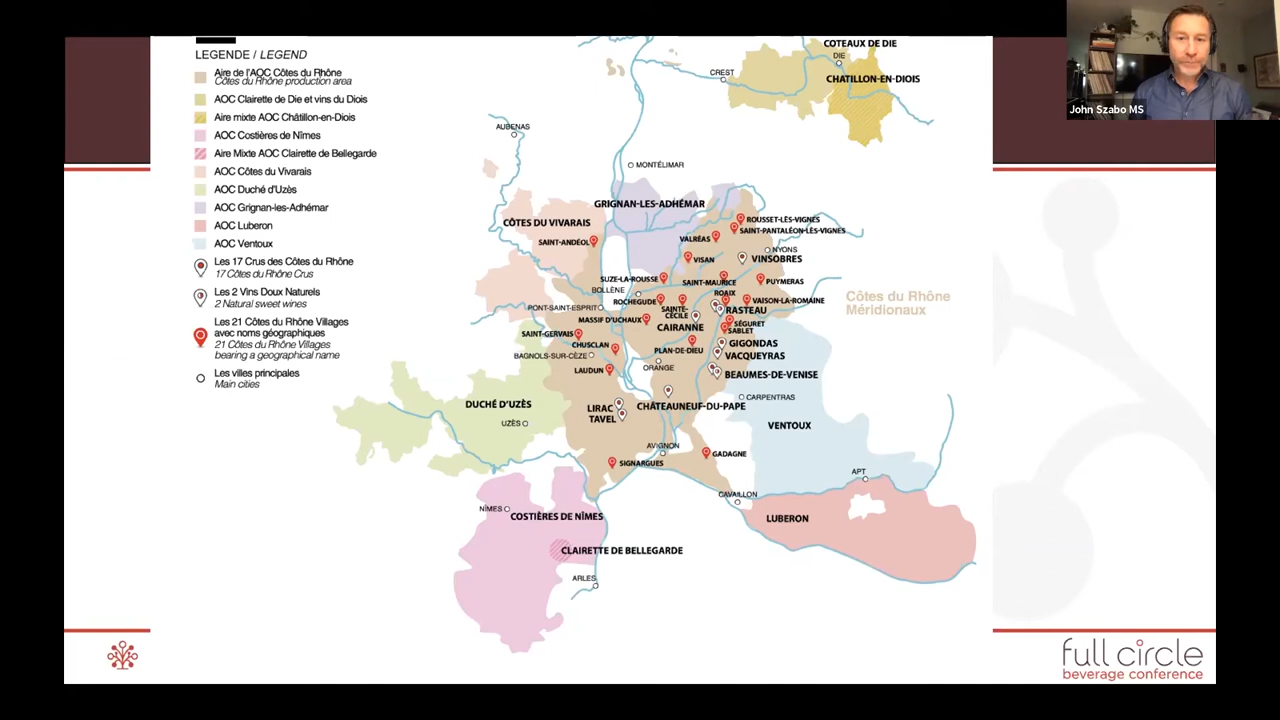 LEGENDE / LEGEND
Aire de l'AOC Côtes du Rhône
Côtes du Rhône production area
AOC Clairette de Die et vins du Diois
Aire mixte AOC Châtillon-en-Diois
AOC Costières de Nîmes
Aire Mixte AOC Clairette de Bellegarde
AOC Côtes du Vivarais
AOC Duché d'Uzès
AOC Grignan-les-Adhémar
AOC Luberon
AOC Ventoux
Les 17 Crus des Côtes du Rhône
17 Côtes du Rhône Crus
Les 2 Vins Doux Naturels
2 Natural sweet wines
Les 21 Côtes du Rhône Villages
avec noms géographiques
21 Côtes du Rhône Villages
bearing a geographical name
Les villes principales
Main cities
COTEAUX DE DIE
DIE
CREST
CHATILLON-EN-DIOIS
AUBENAS
MONTÉLIMAR
GRIGNAN-LES-ADHÉMAR
CÔTES DU VIVARAIS
ROUSSET-LÈS-VIGNES
SAINT-PANTALÉON-LÈS-VIGNES
SAINT-ANDÉOL
VALRÉAS
NYONS
VISAN
VINSOBRES
SUZE-LA-ROUSSE
SAINT-MAURICE
PUYMERAS
BOLLÈNE
ROAIX
ROCHEGUDE
VAISON-LA-ROMAINE
PONT-SAINT-ESPRIT
SAINTE-
CÉCILE
RASTEAU
MASSIF D'UCHAUX
CAIRANNE
SÉGURET
SABLET
SAINT-GERVAIS
CHUSCLAN
GIGONDAS
PLAN-DE-DIEU
VACQUEYRAS
BAGNOLS-SUR-CÈZE
ORANGE
LAUDUN
BEAUMES-DE-VENISE
CARPENTRAS
DUCHÉ D'UZÈS
LIRAC
TAVEL
CHÂTEAUNEUF-DU-PAPE
UZÈS
VENTOUX
AVIGNON
GADAGNE
SIGNARGUES
APT
CAVAILLON
NÎMES
COSTIÈRES DE NÎMES
LUBERON
CLAIRETTE DE BELLEGARDE
ARLES
Côtes du Rhône
Méridionaux
John Szabo MS
full circle
beverage conference